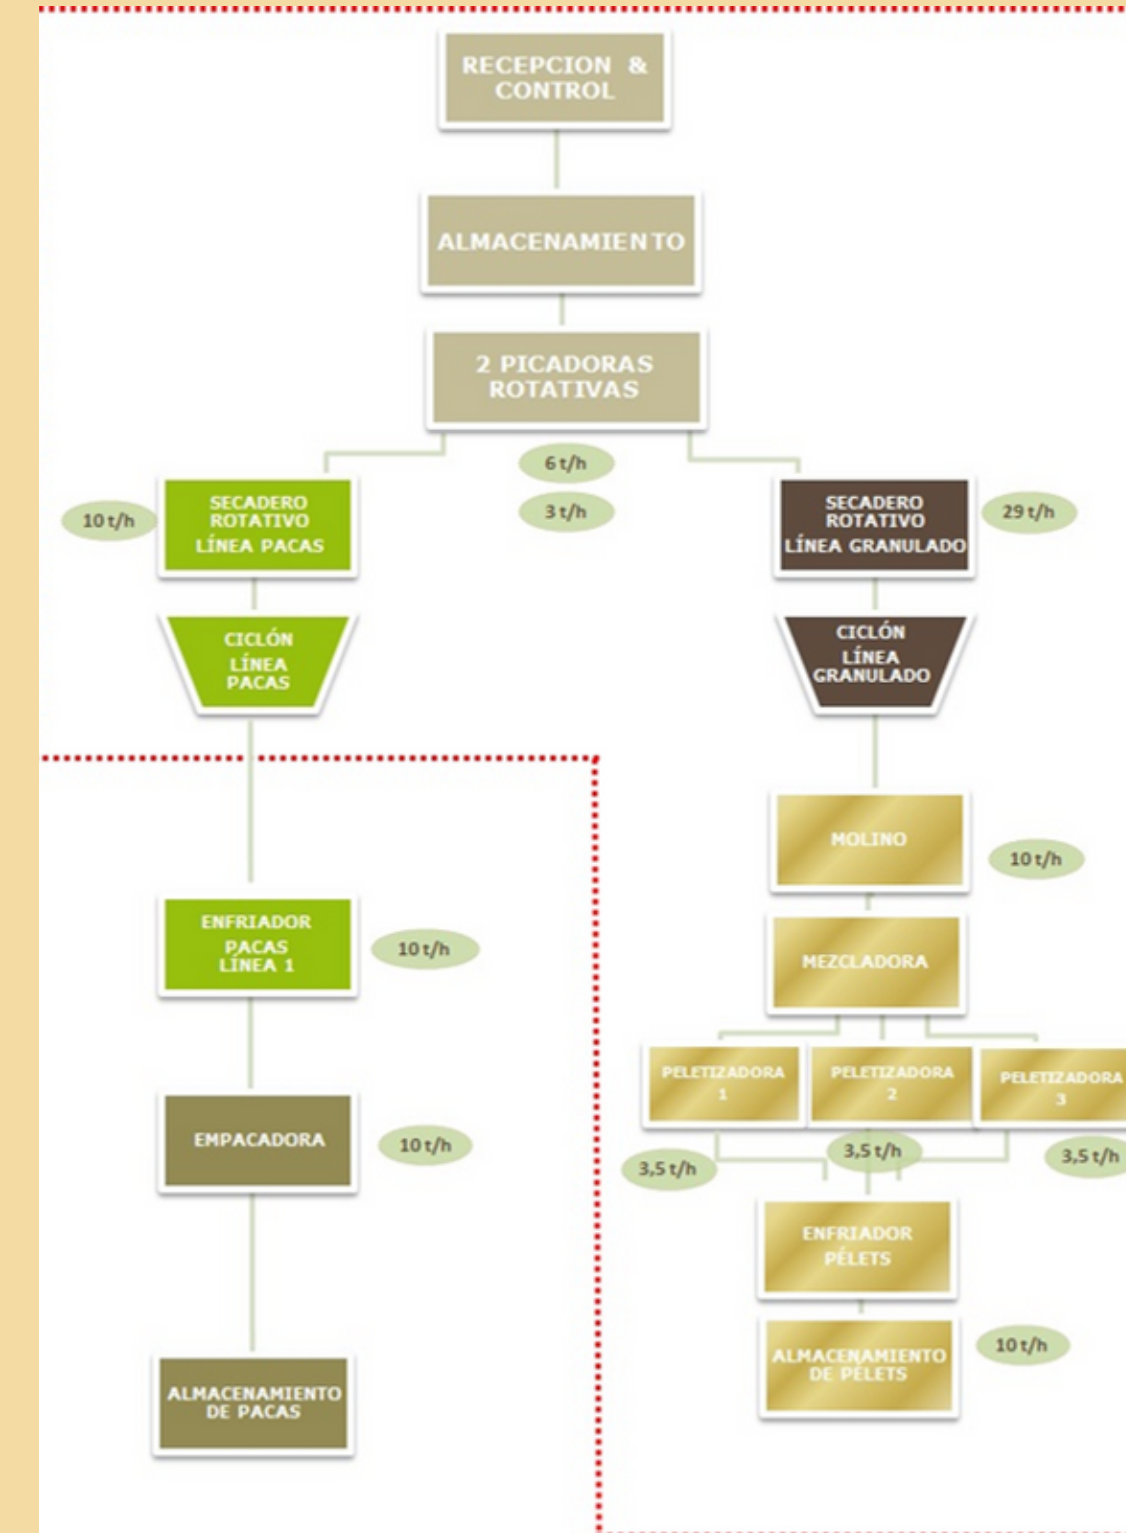 RECEPCION &
CONTROL
ALMACENAMIENTO
2 PICADORAS
ROTATIVAS
6 t/h
3 t/h
10 t/h
SECADERO
ROTATIVO
LÍNEA PACAS
SECADERO
ROTATIVO
LÍNEA GRANULADO
29 t/h
CICLÓN
LÍNEA
PACAS
CICLÓN
LÍNEA
GRANULADO
MOLINO
10 t/h
ENFRIADOR
PACAS
LÍNEA 1
10 t/h
MEZCLADORA
PELETIZADORA
1
PELETIZADORA
2
PELETIZADORA
3
EMPACADORA
10 t/h
3,5 t/h
3,5 t/h
3,5 t/h
ENFRIADOR
PÉLETS
ALMACENAMIENTO
DE PÉLETS
10 t/h
ALMACENAMIENTO
DE PACAS